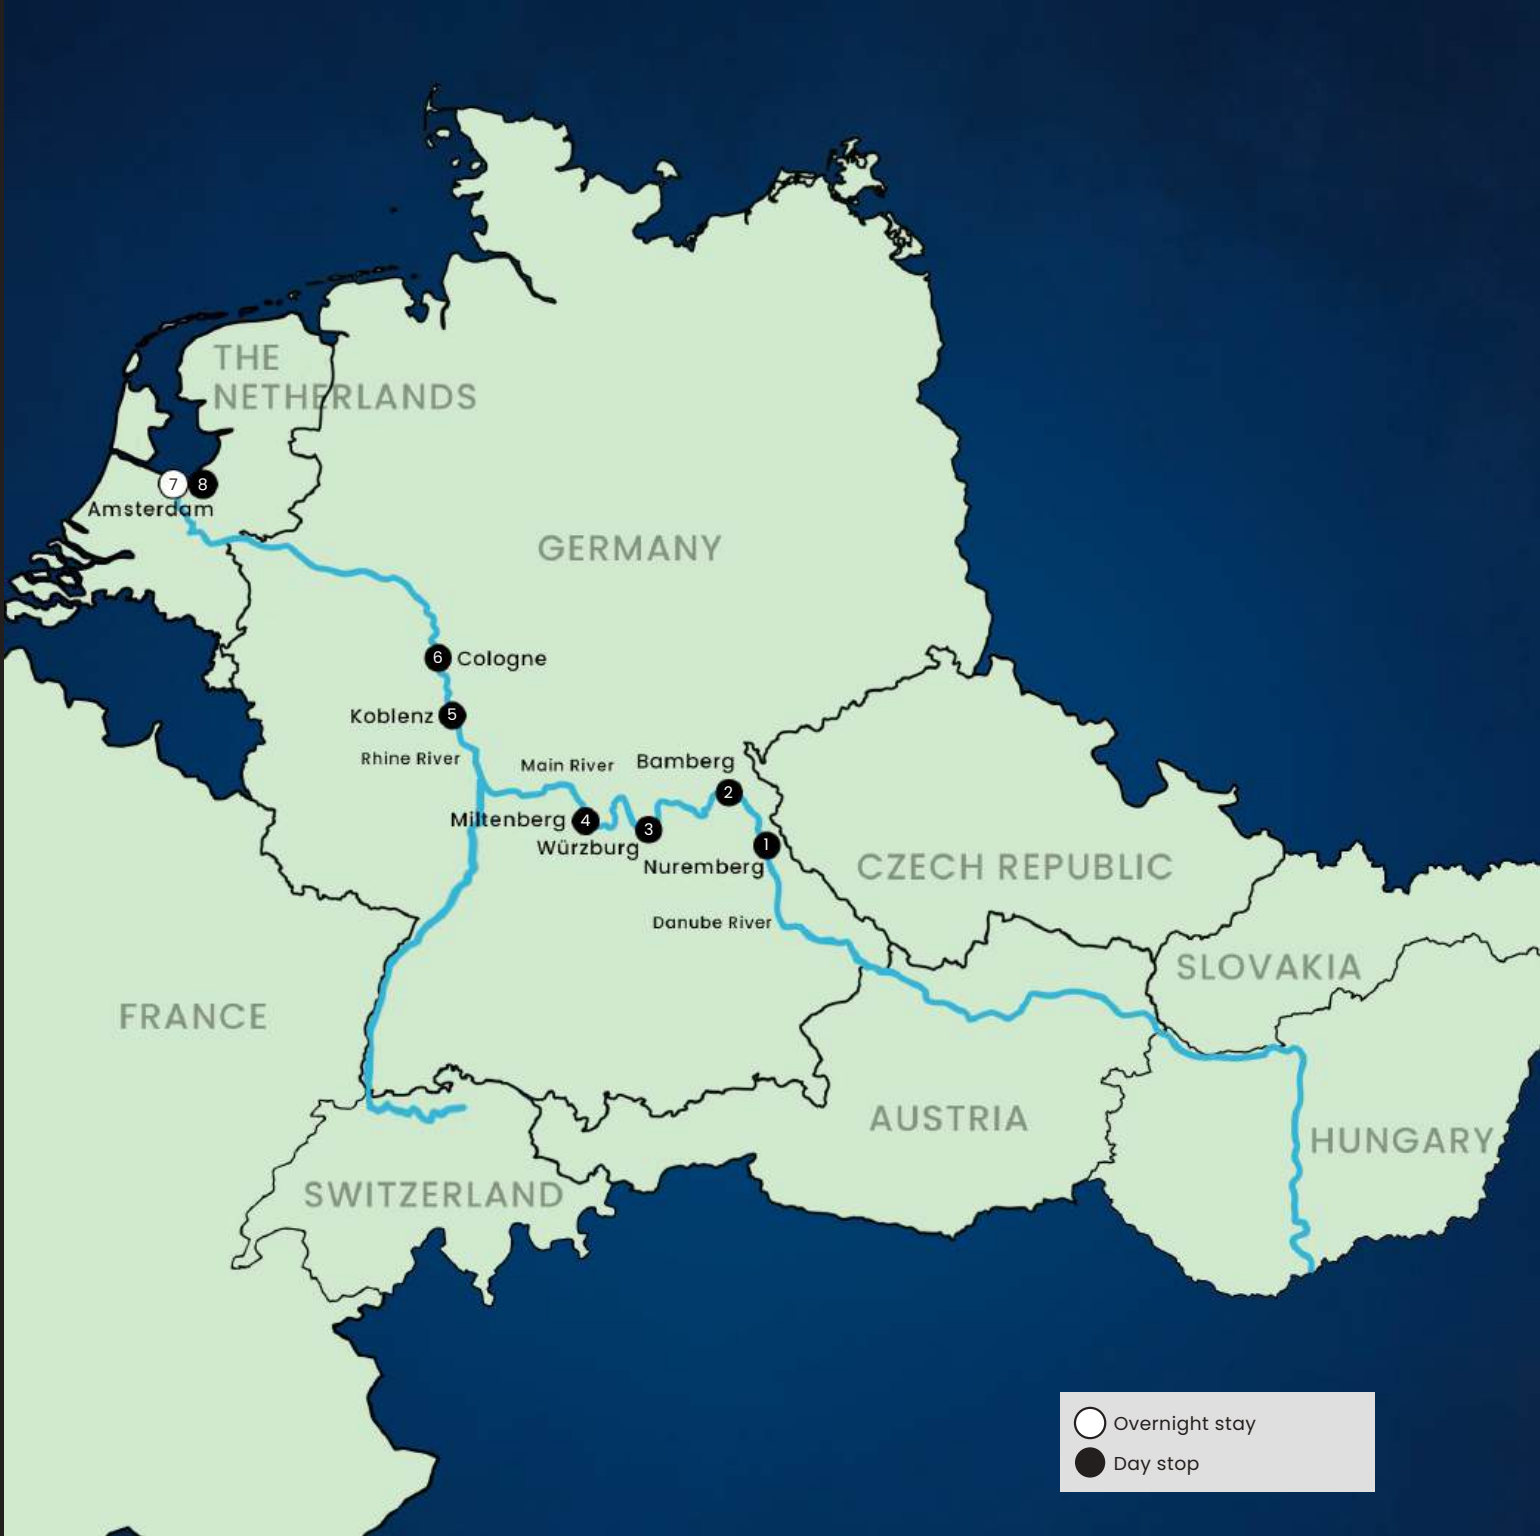 THE
NETHERLANDS
7 8
Amsterdam
GERMANY
6 Cologne
Koblenz 5
Rhine River
Main River
Bamberg
2
Miltenberg 4
3
Würzburg
1
Nuremberg
CZECH REPUBLIC
Danube River
SLOVAKIA
FRANCE
AUSTRIA
HUNGARY
SWITZERLAND
Overnight stay
Day stop